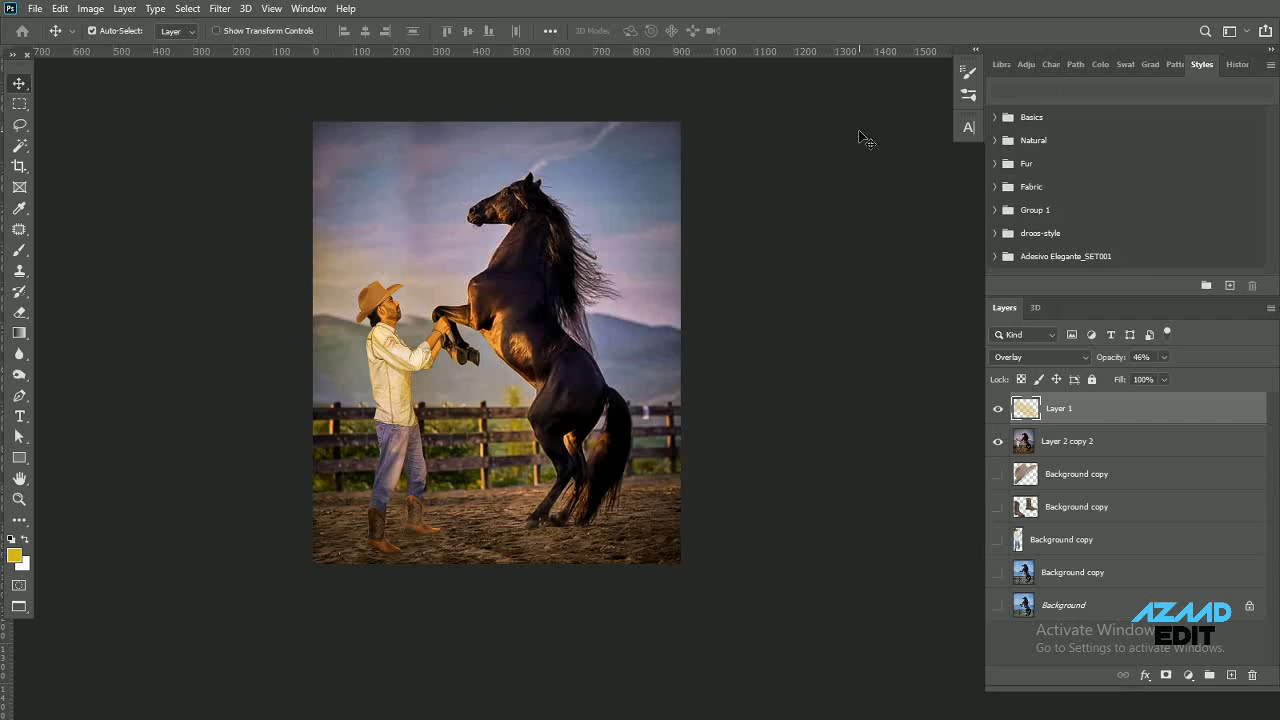 Ps File Edit Image Layer Type Select Filter 3D View Window Help
Auto-Select: Layer Show Transform Controls 3D Mode:
700 600 500 400 300 200 100 0 100 200 300 400 500 600 700 800 900 1000 1100 1200 1300 1400 1500
Libra Adju Char Path Colo Swat Grad Patte Styles Histor
A
Basics
Natural
Fur
Fabric
Group 1
droos-style
Adesivo Elegante_SET001
Layers 3D
Kind
Overlay Opacity: 46%
Lock: Fill: 100%
Layer 1
Layer 2 copy 2
Background copy
Background copy
Background copy
Background copy
Background
AZAAD
EDIT
Activate Window
Go to Settings to activate Windows.
fx